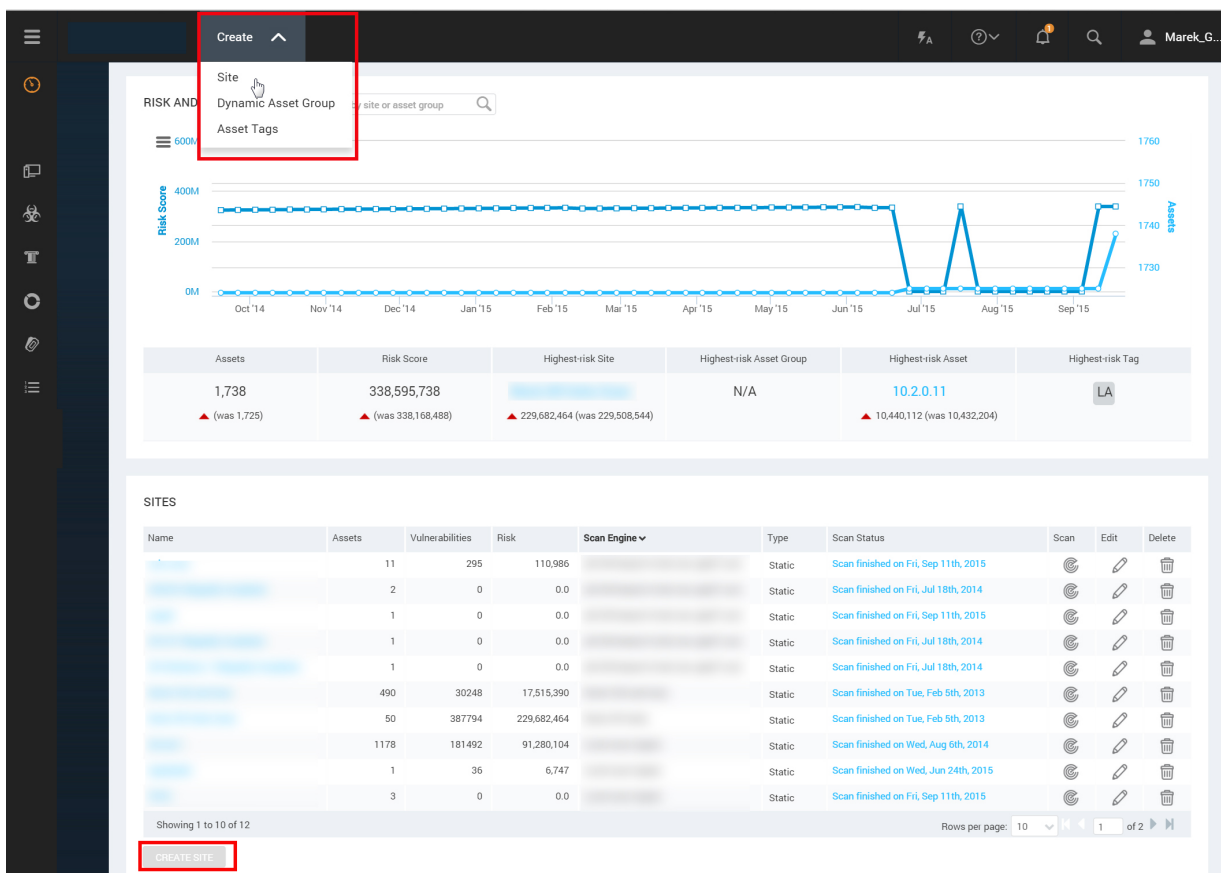 Create
A
?
1
Marek_G...
Site
Dynamic Asset Group
Asset Tags
RISK AND
by site or asset group
600M
400M
200M
0M
Risk Score
1760
1750
1740
1730
Assets
Oct '14 Nov '14 Dec '14 Jan '15 Feb '15 Mar '15 Apr '15 May '15 Jun '15 Jul '15 Aug '15 Sep '15
Assets Risk Score Highest-risk Site Highest-risk Asset Group Highest-risk Asset Highest-risk Tag
1,738 338,595,738 N/A 10.2.0.11 LA
(was 1,725) (was 338,168,488) 229,682,464 (was 229,508,544) 10,440,112 (was 10,432,204)
SITES
Name Assets Vulnerabilities Risk Scan Engine Type Scan Status Scan Edit Delete
11 295 110,986 Static Scan finished on Fri, Sep 11th, 2015
2 0 0.0 Static Scan finished on Fri, Jul 18th, 2014
1 0 0.0 Static Scan finished on Fri, Sep 11th, 2015
1 0 0.0 Static Scan finished on Fri, Jul 18th, 2014
1 0 0.0 Static Scan finished on Fri, Jul 18th, 2014
490 30248 17,515,390 Static Scan finished on Tue, Feb 5th, 2013
50 387794 229,682,464 Static Scan finished on Tue, Feb 5th, 2013
1178 181492 91,280,104 Static Scan finished on Wed, Aug 6th, 2014
1 36 6,747 Static Scan finished on Wed, Jun 24th, 2015
3 0 0.0 Static Scan finished on Fri, Sep 11th, 2015
Showing 1 to 10 of 12 Rows per page: 10 1 of 2
CREATE SITE